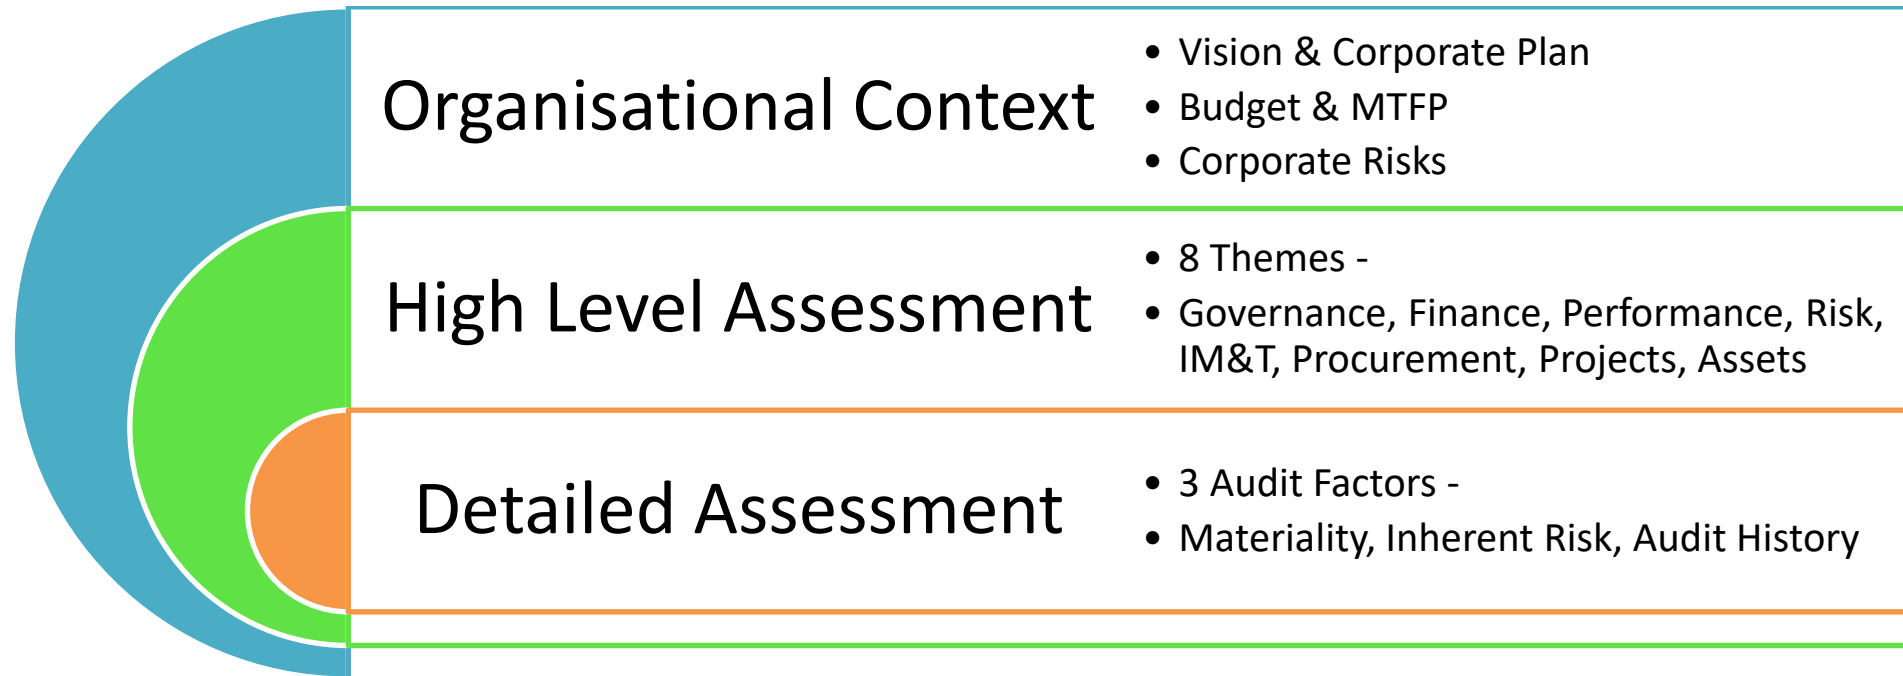 Organisational Context
• Vision & Corporate Plan
• Budget & MTFP
• Corporate Risks
High Level Assessment
• 8 Themes -
• Governance, Finance, Performance, Risk,
IM&T, Procurement, Projects, Assets
Detailed Assessment
• 3 Audit Factors -
• Materiality, Inherent Risk, Audit History